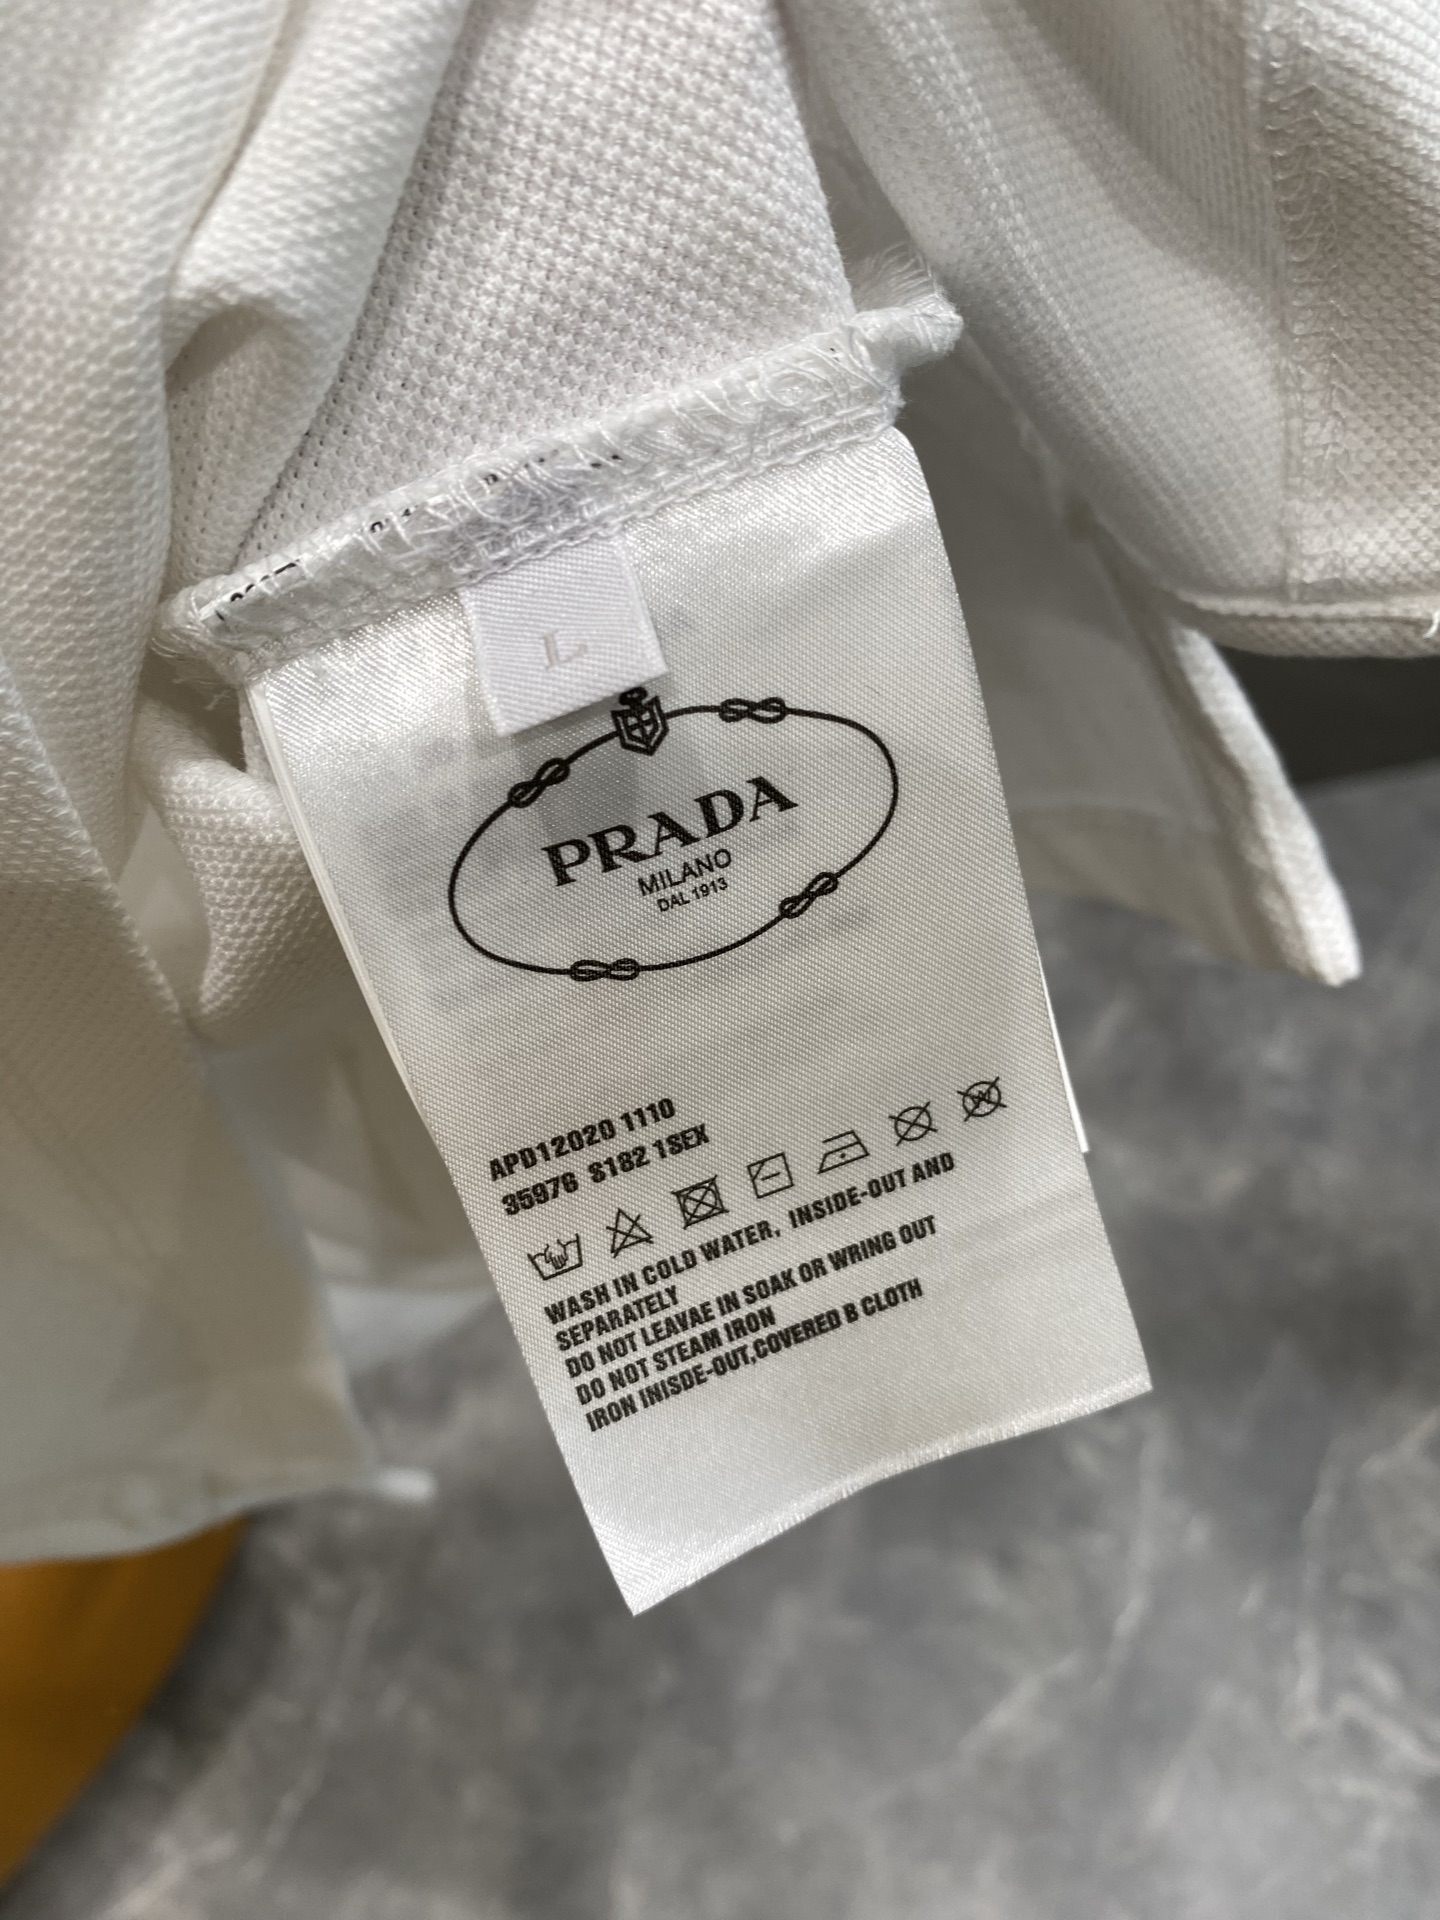 L
PRADA
MILANO
DAL 1913
APD12020 1110
35976 S182 1SEX
W
WASH IN COLD WATER, INSIDE-OUT AND
SEPARATELY
DO NOT LEAVAE IN SOAK OR WRING OUT
DO NOT STEAM IRON
IRON INISDE-OUT,COVERED B CLOTH